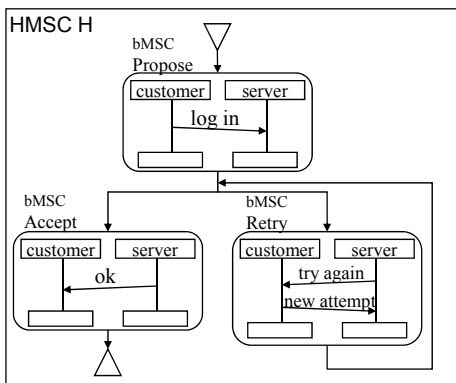 HMSC H
bMSC
Propose
customer server
log in
bMSC
Accept
customer server
ok
bMSC
Retry
customer server
try again
new attempt